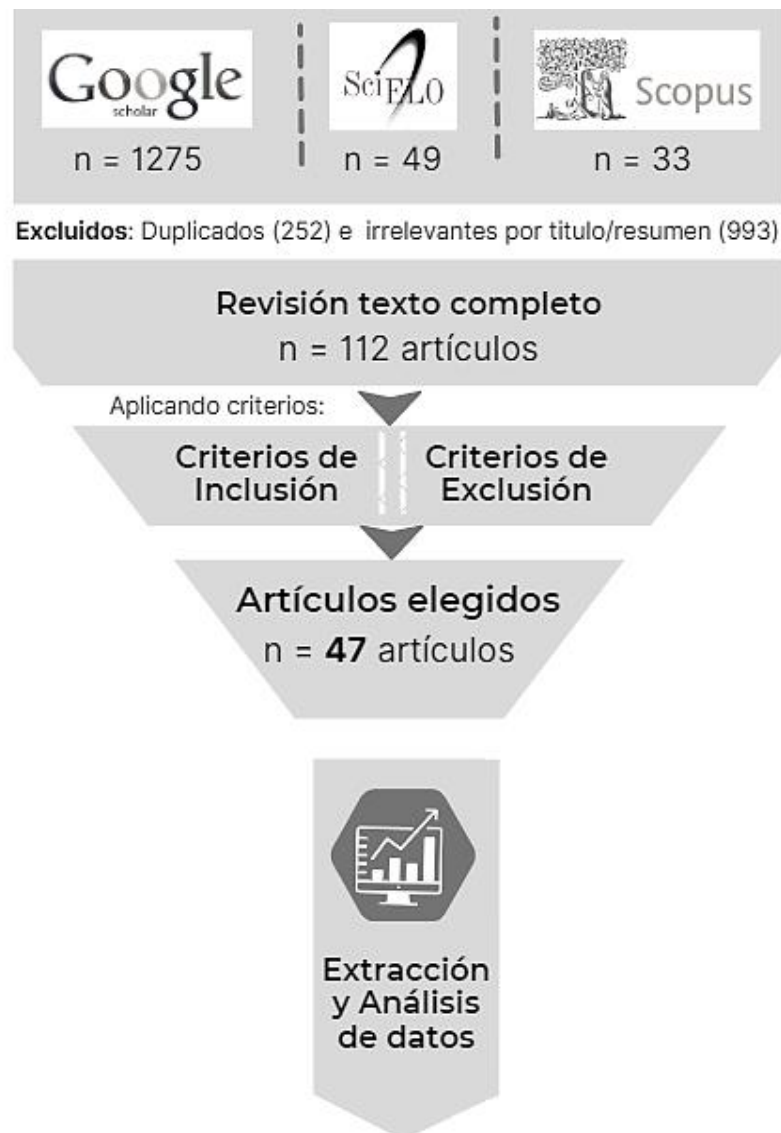 Google
scholar
SciELO
Scopus
n = 1275
n = 49
n = 33
Excluidos: Duplicados (252) e irrelevantes por titulo/resumen (993)
Revisión texto completo
n = 112 artículos
Aplicando criterios:
Criterios de
Inclusión
Criterios de
Exclusión
Artículos elegidos
n = 47 artículos
Extracción
y Análisis
de datos